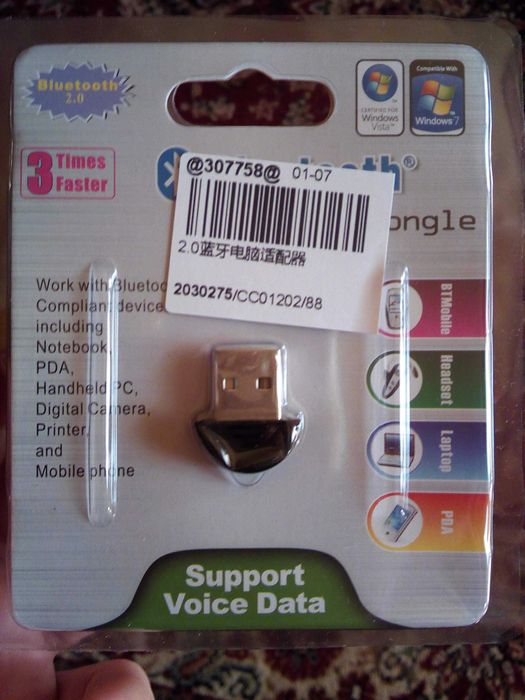 Bluetooth
2.0
CERTIFIED FOR
Windows
Vista™
Compatible With
Windows 7
3 Times
Faster
@307758@ 01-07
2.0蓝牙电脑适配器
2030275/CC01202/88
Work with
Compliant device
including
Notebook,
PDA,
Handheld PC,
Digital Camera,
Printer,
and
Mobile phone
BTMobile
Headset
Laptop
PDA
Support
Voice Data